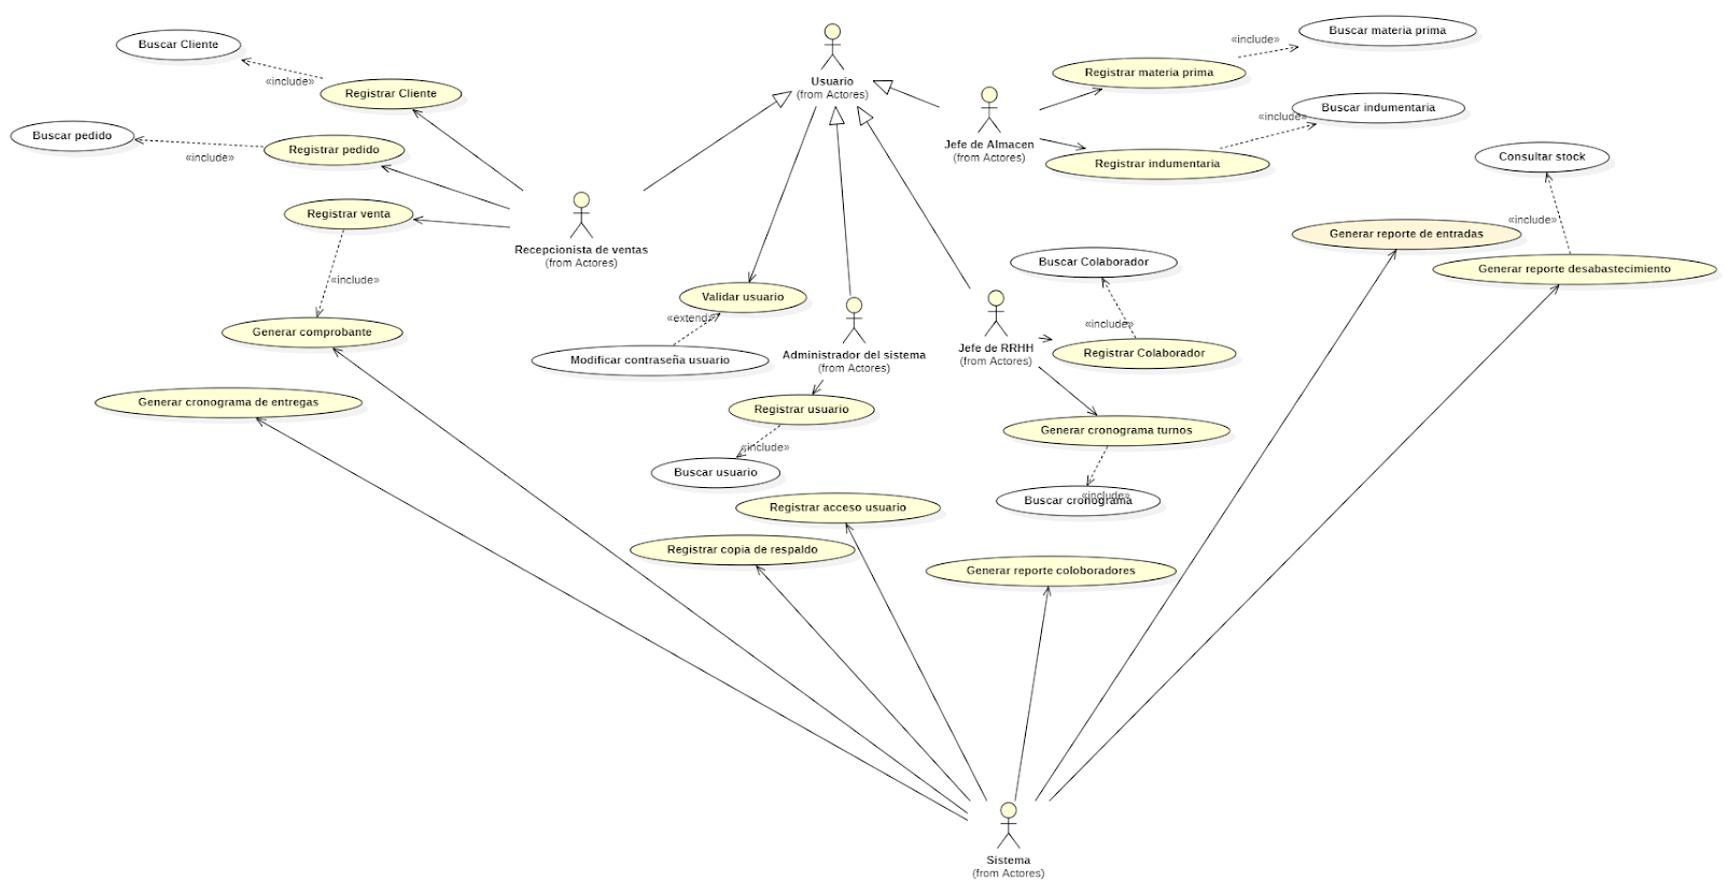 Buscar Cliente
«include»
Registrar Cliente
Buscar pedido
«include»
Registrar pedido
Registrar venta
«include»
Generar comprobante
Generar cronograma de entregas
Recepcionista de ventas
(from Actores)
Usuario
(from Actores)
Validar usuario
«extend»
Modificar contraseña usuario
Administrador del sistema
(from Actores)
Registrar usuario
«include»
Buscar usuario
Registrar acceso usuario
Registrar copia de respaldo
Jefe de Almacen
(from Actores)
Registrar materia prima
«include»
Buscar materia prima
Buscar indumentaria
«include»
Registrar indumentaria
Consultar stock
«include»
Generar reporte de entradas
Generar reporte desabastecimiento
Buscar Colaborador
«include»
Registrar Colaborador
Jefe de RRHH
(from Actores)
Generar cronograma turnos
«include»
Buscar cronograma
Generar reporte coloboradores
Sistema
(from Actores)